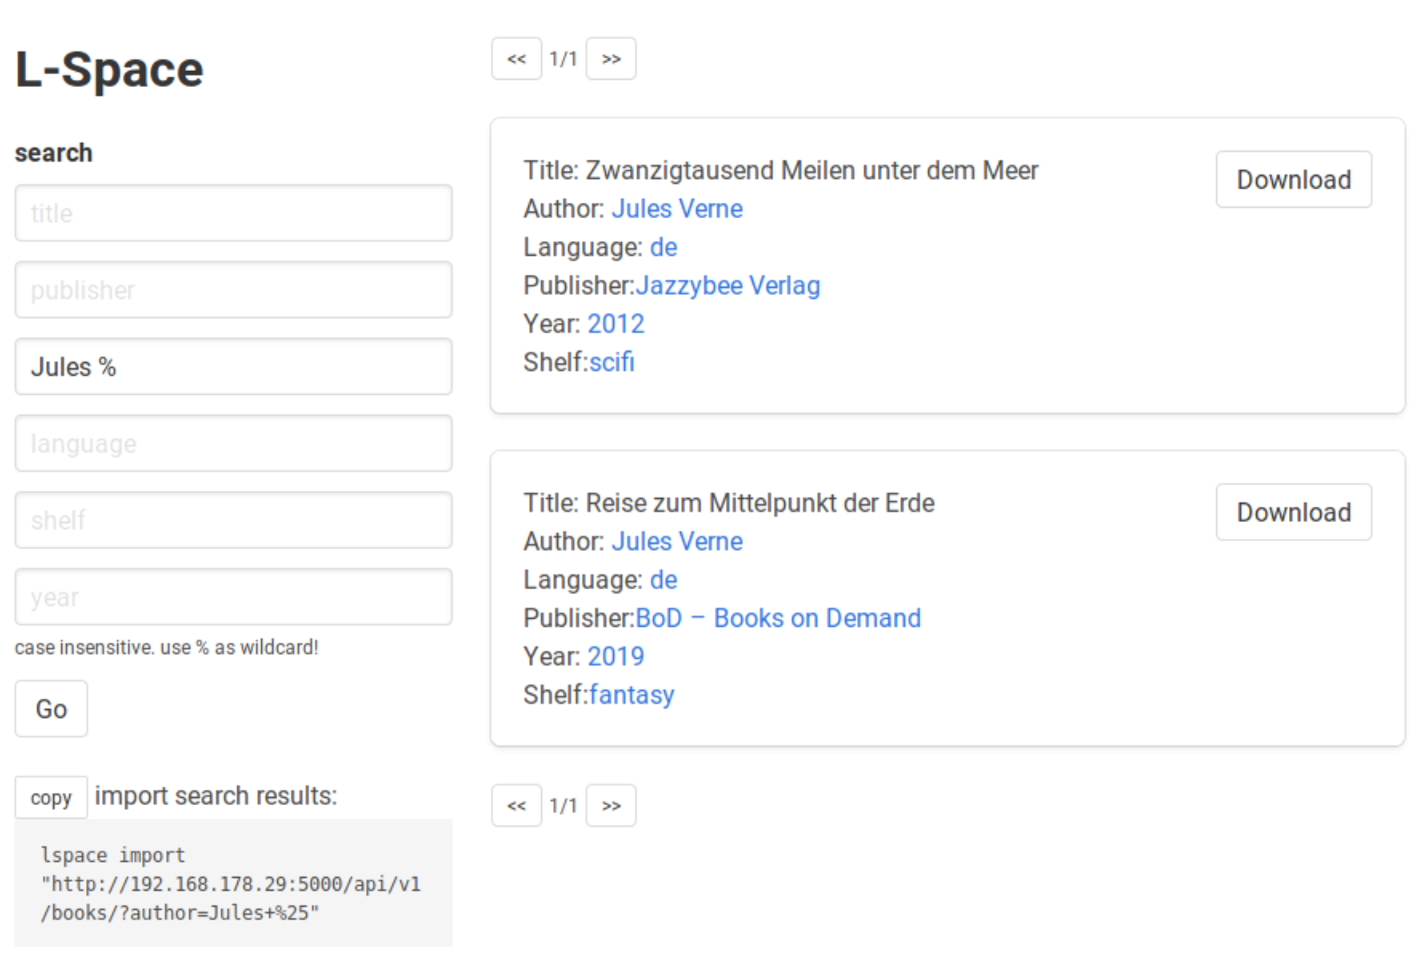 L-Space
search
title
publisher
Jules %
language
shelf
year
case insensitive. use % as wildcard!
Go
copy import search results:
lspace import
"http://192.168.178.29:5000/api/v1
/books/?author=Jules+%25"
<< 1/1 >>
Title: Zwanzigtausend Meilen unter dem Meer
Download
Author: Jules Verne
Language: de
Publisher:Jazzybee Verlag
Year: 2012
Shelf:scifi
Title: Reise zum Mittelpunkt der Erde
Download
Author: Jules Verne
Language: de
Publisher:BoD – Books on Demand
Year: 2019
Shelf:fantasy
<< 1/1 >>